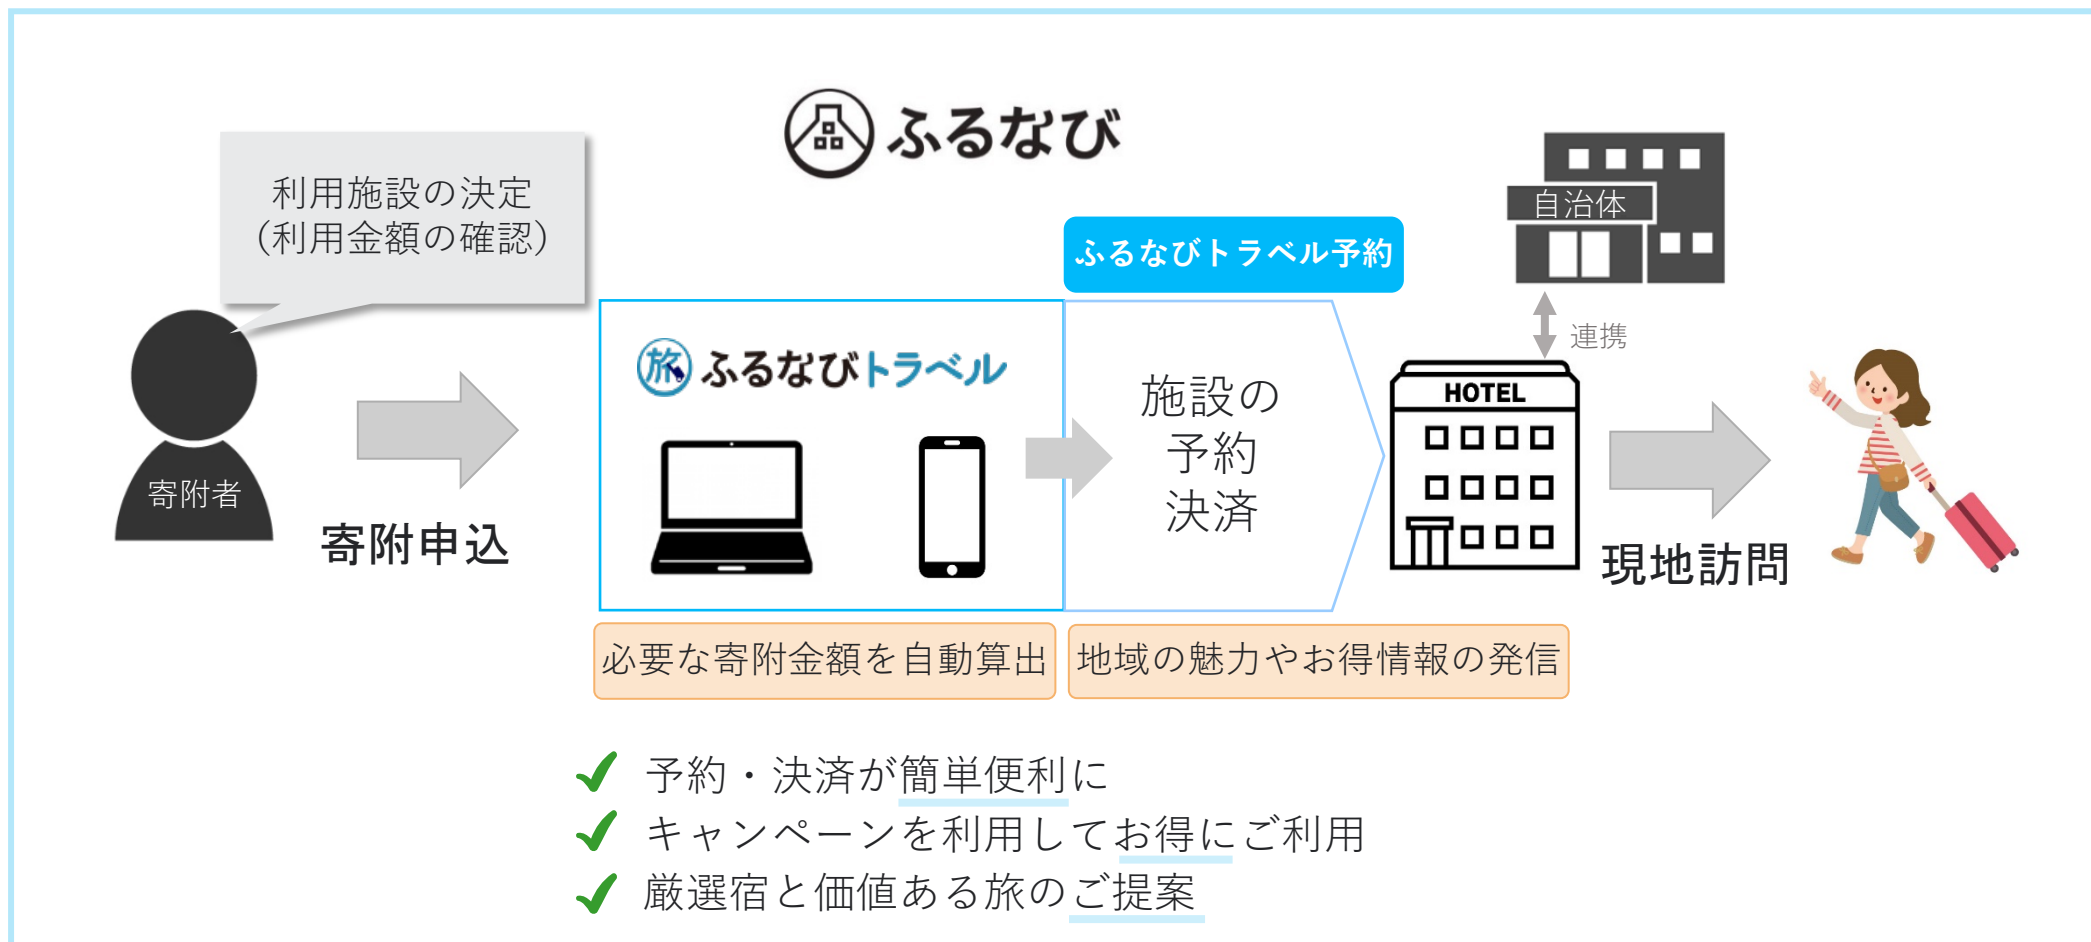 ふるなび
利用施設の決定
（利用金額の確認）
自治体
ふるなびトラベル予約
連携
旅 ふるなびトラベル
施設の
予約
決済
HOTEL
寄附者
寄附申込
現地訪問
必要な寄附金額を自動算出
地域の魅力やお得情報の発信
予約・決済が簡単便利に
キャンペーンを利用してお得にご利用
厳選宿と価値ある旅のご提案